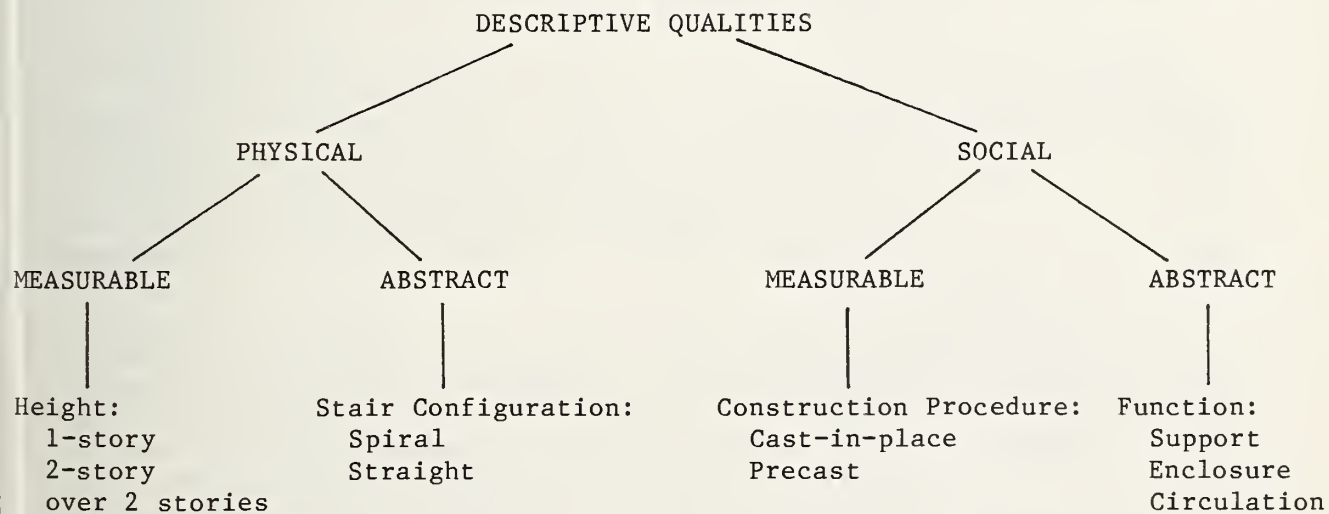 DESCRIPTIVE QUALITIES
PHYSICAL
SOCIAL
MEASURABLE
ABSTRACT
MEASURABLE
ABSTRACT
Height:
1-story
2-story
over 2 stories
Stair Configuration:
Spiral
Straight
Construction Procedure:
Cast-in-place
Precast
Function:
Support
Enclosure
Circulation